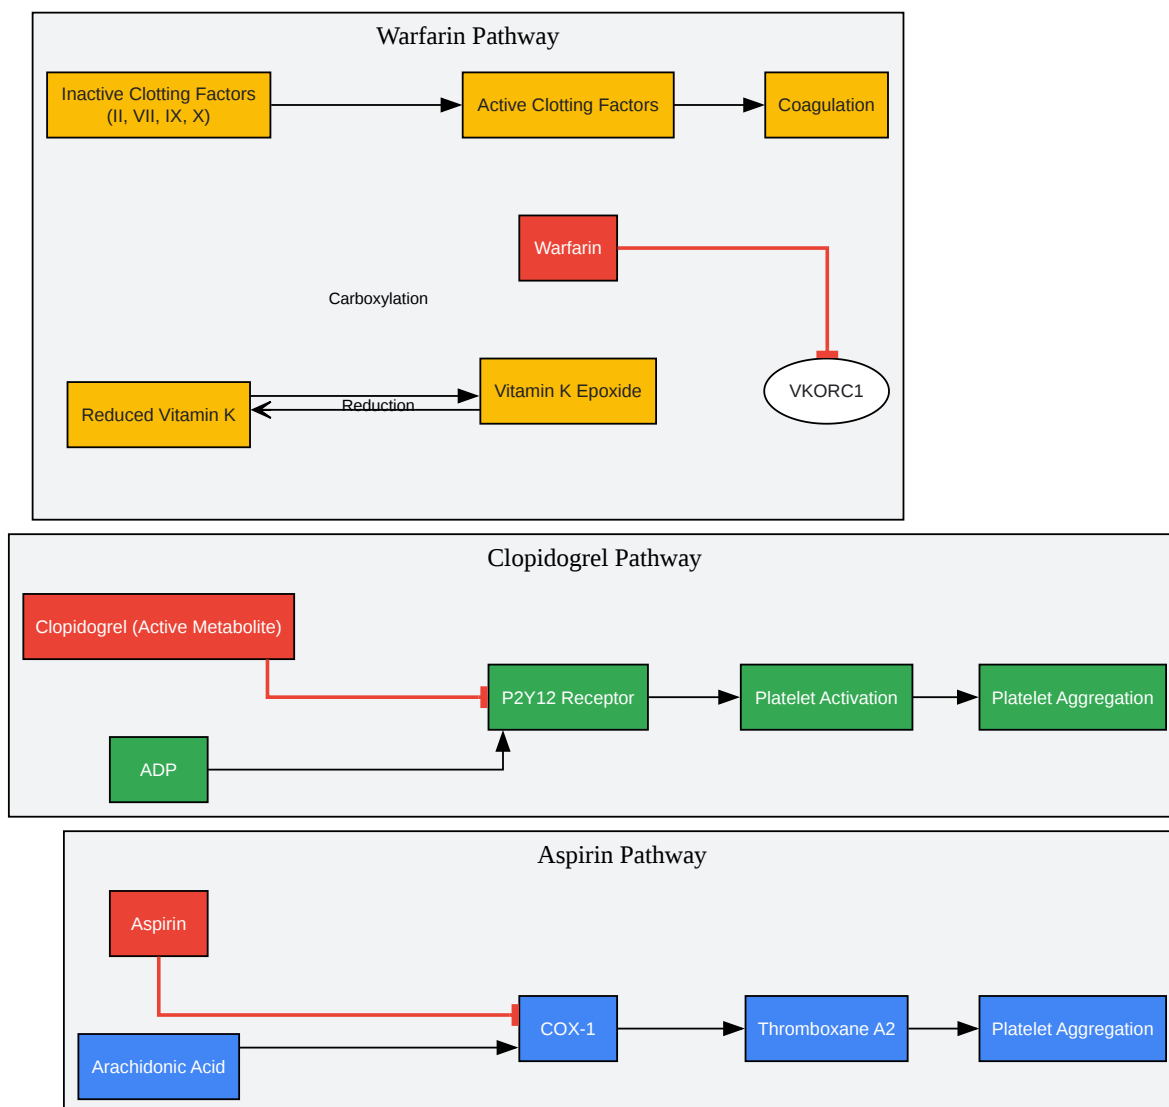 Warfarin Pathway
Inactive Clotting Factors
(II, VII, IX, X)
Active Clotting Factors
Coagulation
Warfarin
Carboxylation
Vitamin K Epoxide
VKORC1
Reduction
Reduced Vitamin K
Clopidogrel Pathway
Clopidogrel (Active Metabolite)
P2Y12 Receptor
Platelet Activation
Platelet Aggregation
ADP
Aspirin Pathway
Aspirin
COX-1
Thromboxane A2
Platelet Aggregation
Arachidonic Acid